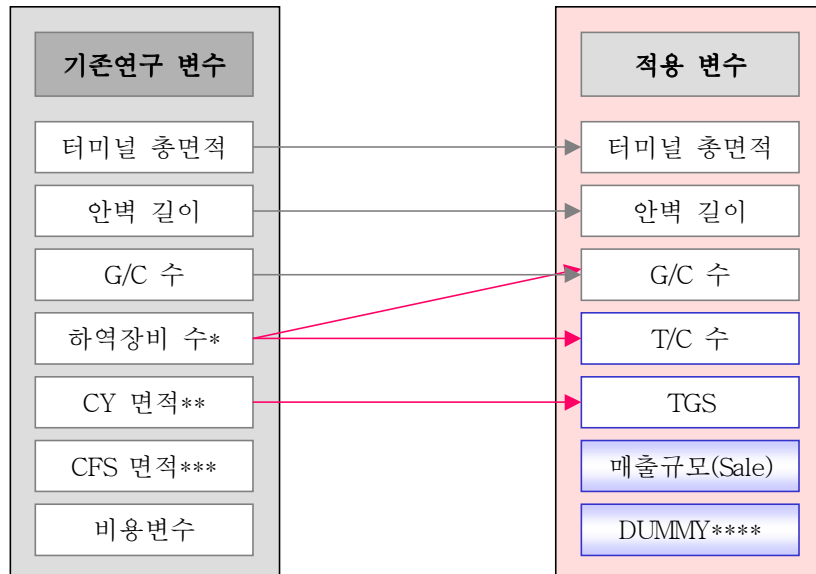 기존연구 변수
터미널 총면적
안벽 길이
G/C 수
하역장비 수*
CY 면적**
CFS 면적***
비용변수
적용 변수
터미널 총면적
안벽 길이
G/C 수
T/C 수
TGS
매출규모(Sale)
DUMMY****